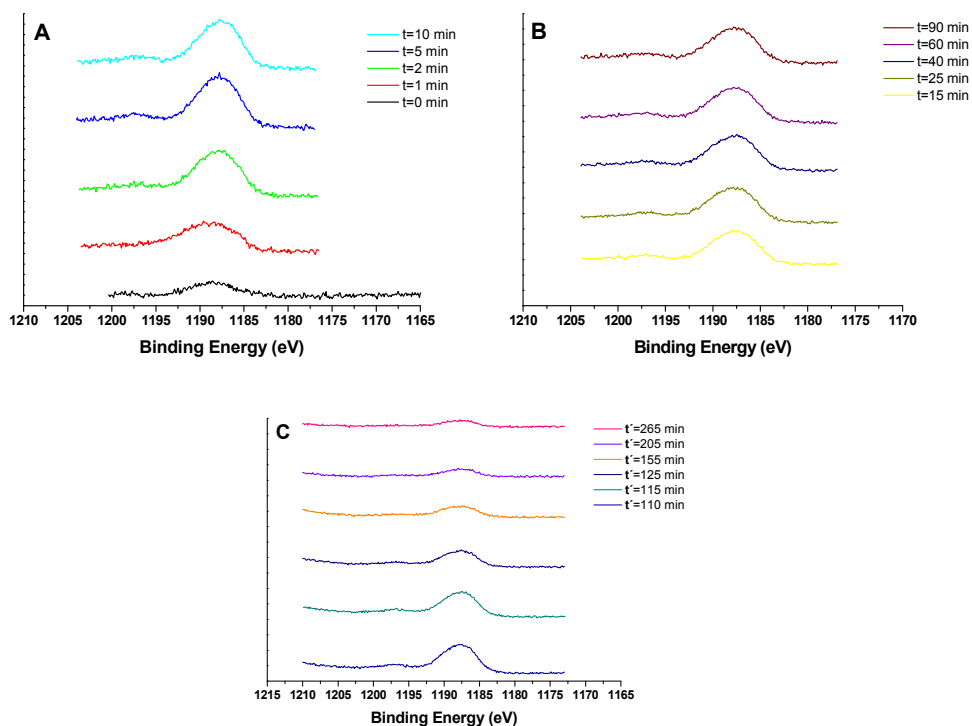 A
t=10 min
t=5 min
t=2 min
t=1 min
t=0 min
1210 1205 1200 1195 1190 1185 1180 1175 1170 1165
Binding Energy (eV)
B
t=90 min
t=60 min
t=40 min
t=25 min
t=15 min
1210 1205 1200 1195 1190 1185 1180 1175 1170
Binding Energy (eV)
C
t´=265 min
t´=205 min
t´=155 min
t´=125 min
t´=115 min
t´=110 min
1215 1210 1205 1200 1195 1190 1185 1180 1175 1170 1165
Binding Energy (eV)